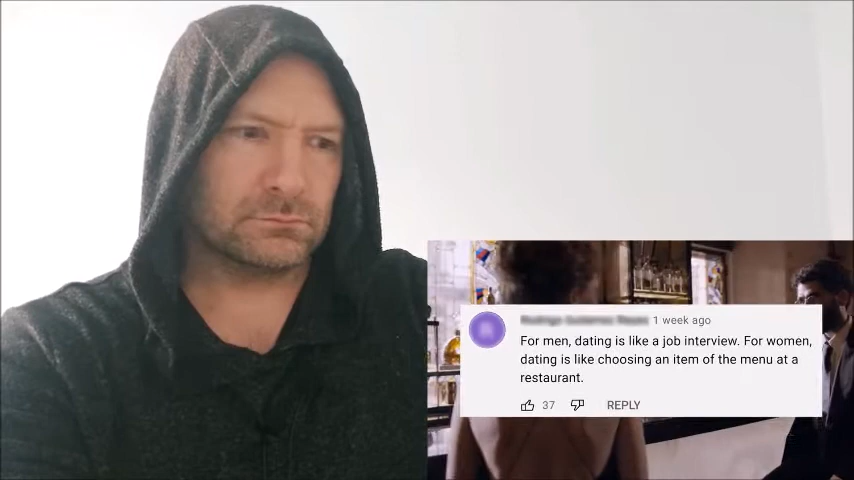 1 week ago
For men, dating is like a job interview. For women,
dating is like choosing an item of the menu at a
restaurant.
37
REPLY